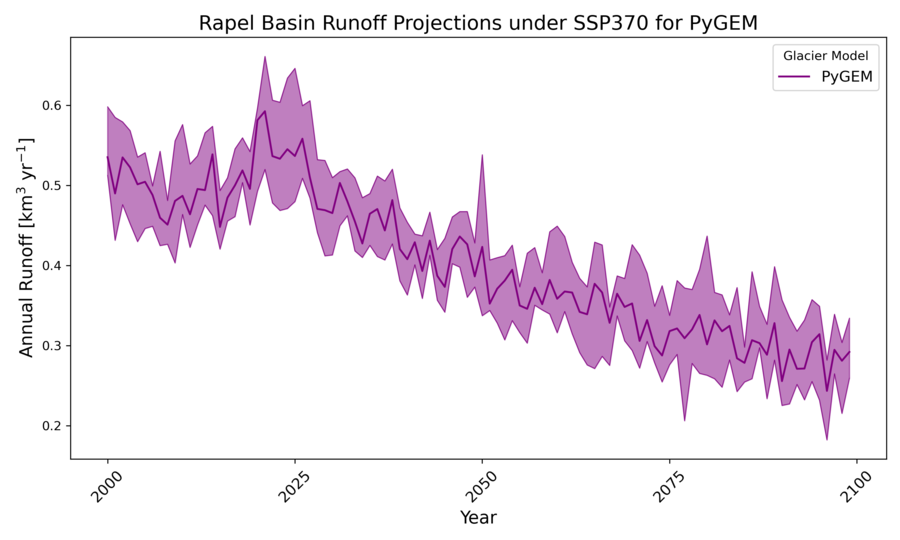 Rapel Basin Runoff Projections under SSP370 for PyGEM
Glacier Model
PyGEM
Annual Runoff [km³ yr⁻¹]
0.6
0.5
0.4
0.3
0.2
2000
2025
2050
2075
2100
Year